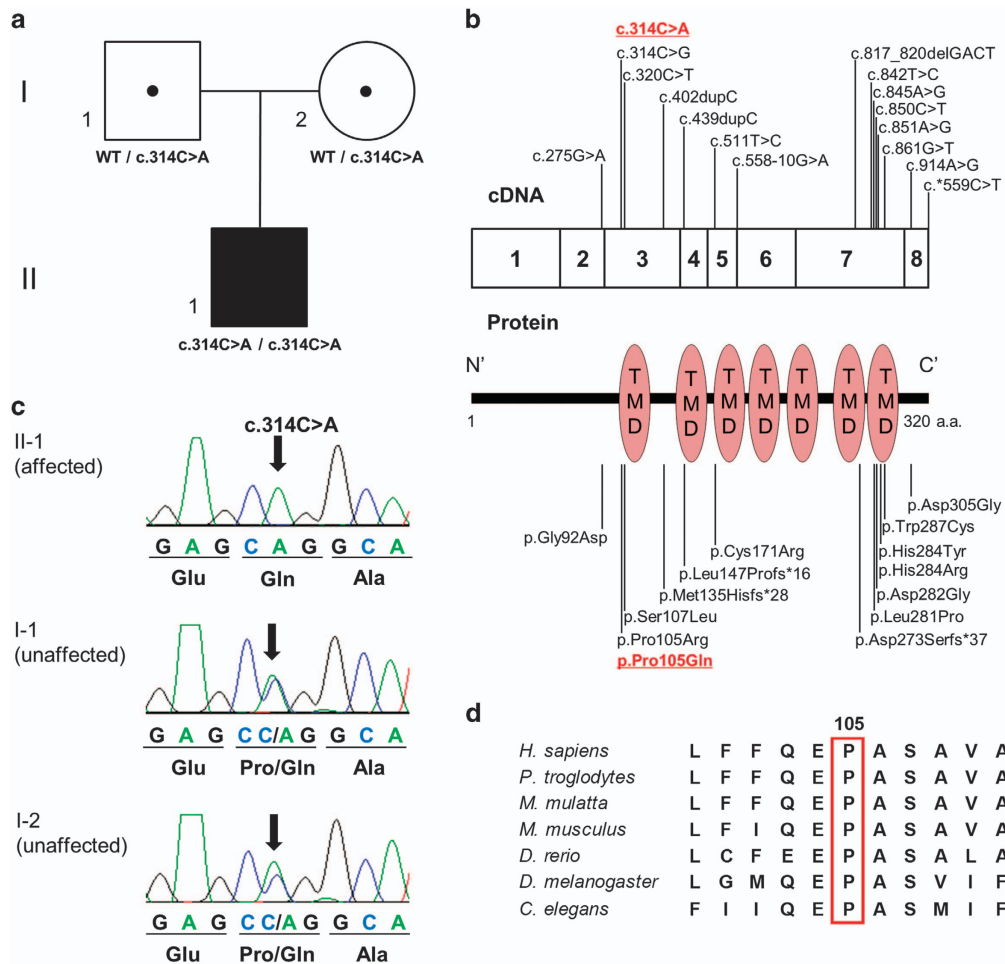 a
I
1
2
WT / c.314C>A
WT / c.314C>A
II
1
c.314C>A / c.314C>A
b
c.314C>A
c.314C>G
c.320C>T
c.402dupC
c.439dupC
c.511T>C
c.558-10G>A
c.275G>A
c.817_820delGACT
c.842T>C
c.845A>G
c.850C>T
c.851A>G
c.861G>T
c.914A>G
c.*559C>T
cDNA
1 2 3 4 5 6 7 8
Protein
N' C'
TMD TMD TMD TMD TMD TMD TMD
1
320 a.a.
p.Gly92Asp
p.Cys171Arg
p.Leu147Profs*16
p.Met135Hisfs*28
p.Ser107Leu
p.Pro105Arg
p.Pro105Gln
p.Asp305Gly
p.Trp287Cys
p.His284Tyr
p.His284Arg
p.Asp282Gly
p.Leu281Pro
p.Asp273Serfs*37
c
c.314C>A
II-1
(affected)
G A G C A G G C A
Glu Gln Ala
I-1
(unaffected)
G A G C C/A G G C A
Glu Pro/Gln Ala
I-2
(unaffected)
G A G C C/A G G C A
Glu Pro/Gln Ala
d
105
H. sapiens L F F Q E P A S A V A
P. troglodytes L F F Q E P A S A V A
M. mulatta L F F Q E P A S A V A
M. musculus L F I Q E P A S A V A
D. rerio L C F E E P A S A L A
D. melanogaster L G M Q E P A S V I F
C. elegans F I I Q E P A S M I F